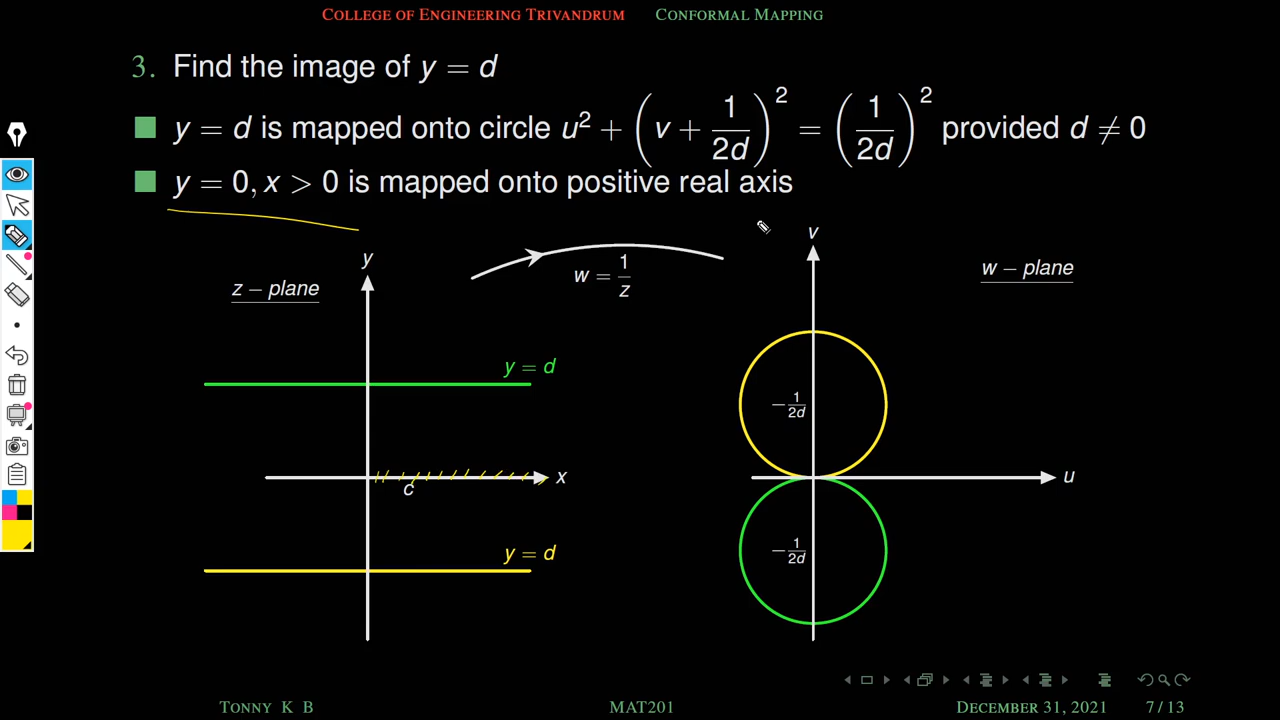 COLLEGE OF ENGINEERING TRIVANDRUM CONFORMAL MAPPING
3. Find the image of y = d
y = d is mapped onto circle u² + (v + 1/2d)² = (1/2d)² provided d ≠ 0
y = 0, x > 0 is mapped onto positive real axis
y
v
w = 1/z
z − plane
w − plane
y = d
−1/2d
x
u
c
y = d
−1/2d
TONNY K B MAT201 DECEMBER 31, 2021 7 / 13